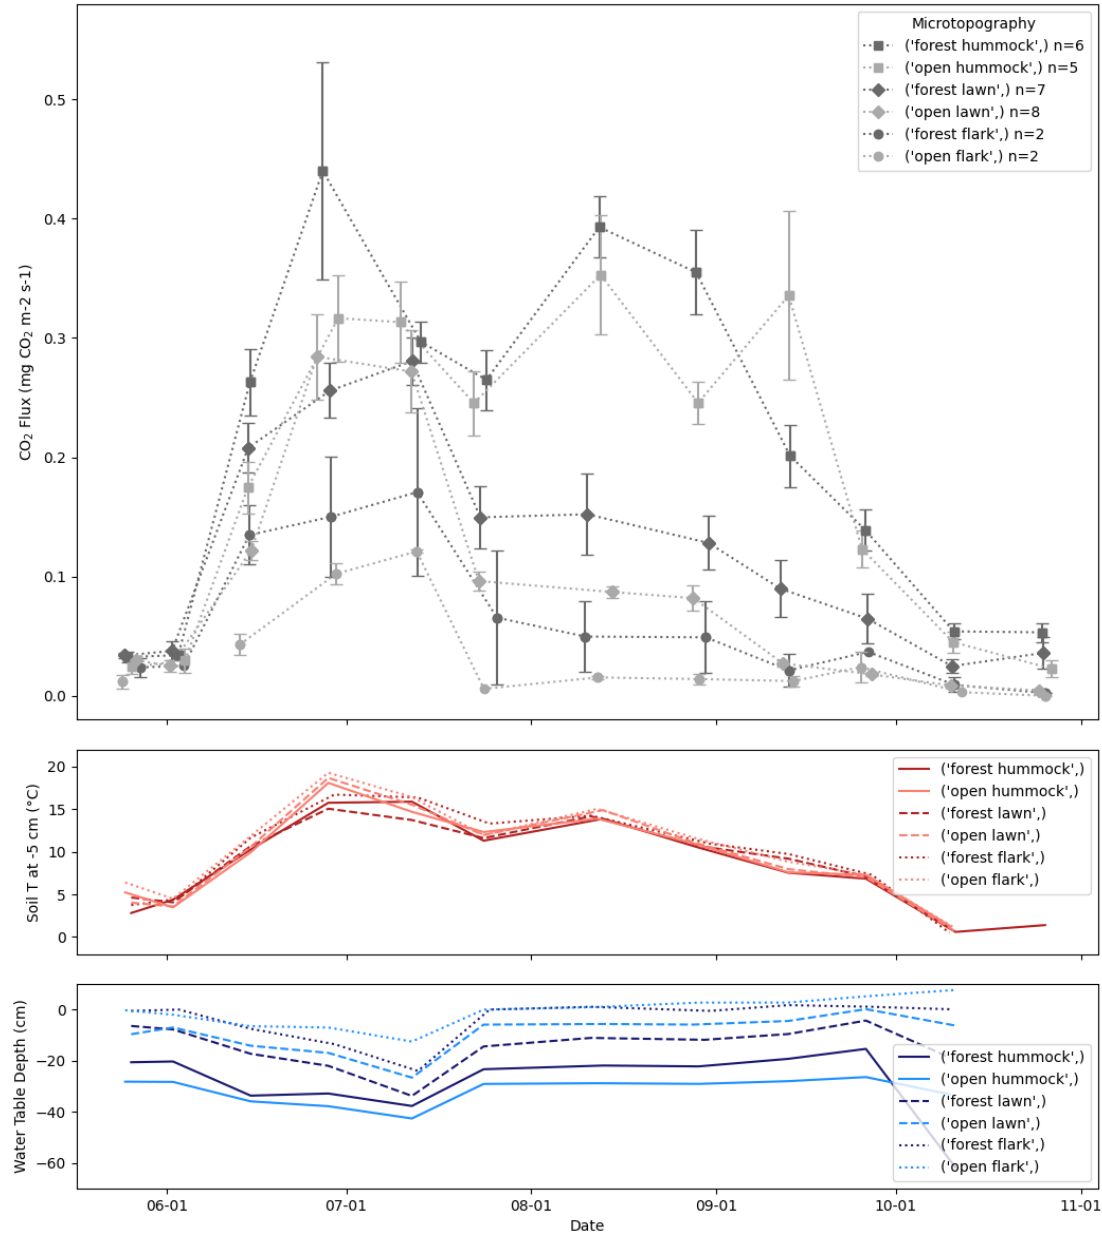 Microtopography
('forest hummock',) n=6
('open hummock',) n=5
('forest lawn',) n=7
('open lawn',) n=8
('forest flark',) n=2
('open flark',) n=2
0.5
0.4
0.3
0.2
0.1
0.0
CO₂ Flux (mg CO₂ m-2 s-1)
20
15
10
5
0
Soil T at -5 cm (°C)
('forest hummock',)
('open hummock',)
('forest lawn',)
('open lawn',)
('forest flark',)
('open flark',)
0
−20
−40
−60
Water Table Depth (cm)
('forest hummock',)
('open hummock',)
('forest lawn',)
('open lawn',)
('forest flark',)
('open flark',)
06-01 07-01 08-01 09-01 10-01 11-01
Date